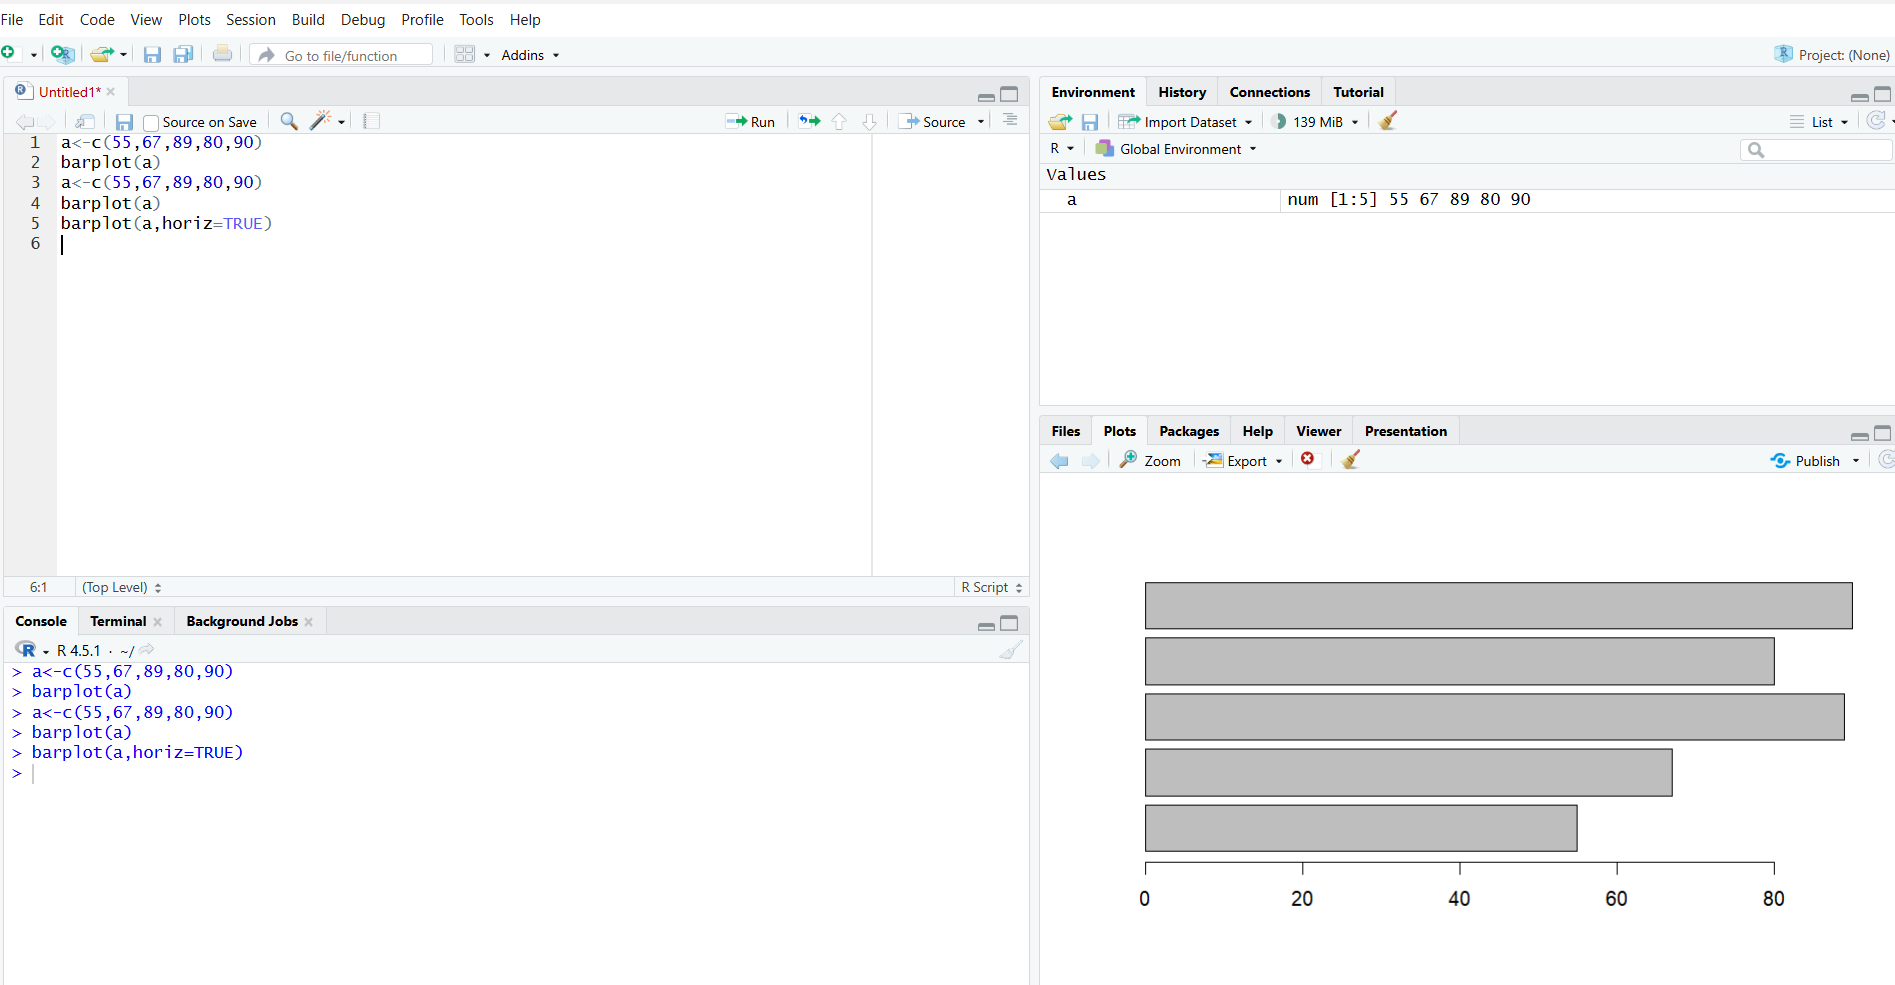 File Edit Code View Plots Session Build Debug Profile Tools Help
Go to file/function Addins Project: (None)
Untitled1*
Source on Save Run Source
1 a<-c(55,67,89,80,90)
2 barplot(a)
3 a<-c(55,67,89,80,90)
4 barplot(a)
5 barplot(a,horiz=TRUE)
6
6:1 (Top Level) R Script
Console Terminal Background Jobs
R 4.5.1 · ~/
> a<-c(55,67,89,80,90)
> barplot(a)
> a<-c(55,67,89,80,90)
> barplot(a)
> barplot(a,horiz=TRUE)
>
Environment History Connections Tutorial
Import Dataset 139 MiB List
R Global Environment
Values
a num [1:5] 55 67 89 80 90
Files Plots Packages Help Viewer Presentation
Zoom Export Publish
0 20 40 60 80